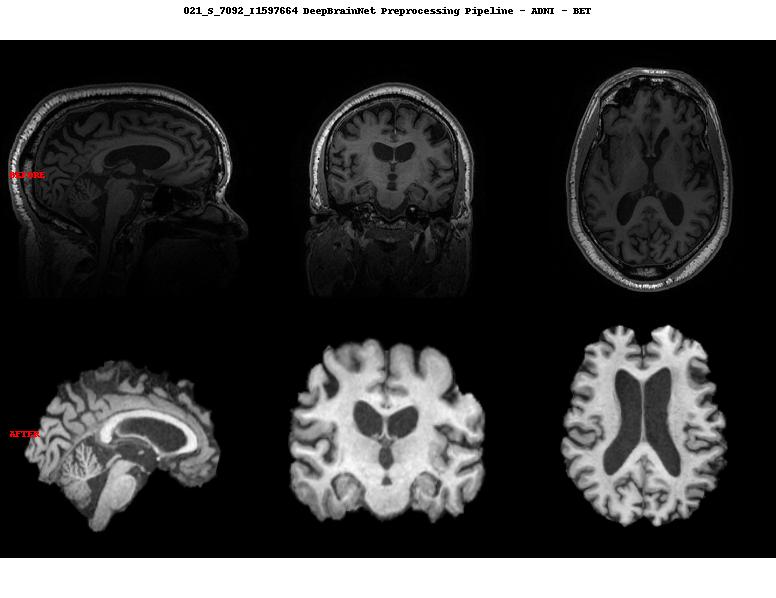 021_S_7092_I1597664 DeepBrainNet Preprocessing Pipeline - ADNI - BET
BEFORE
AFTER